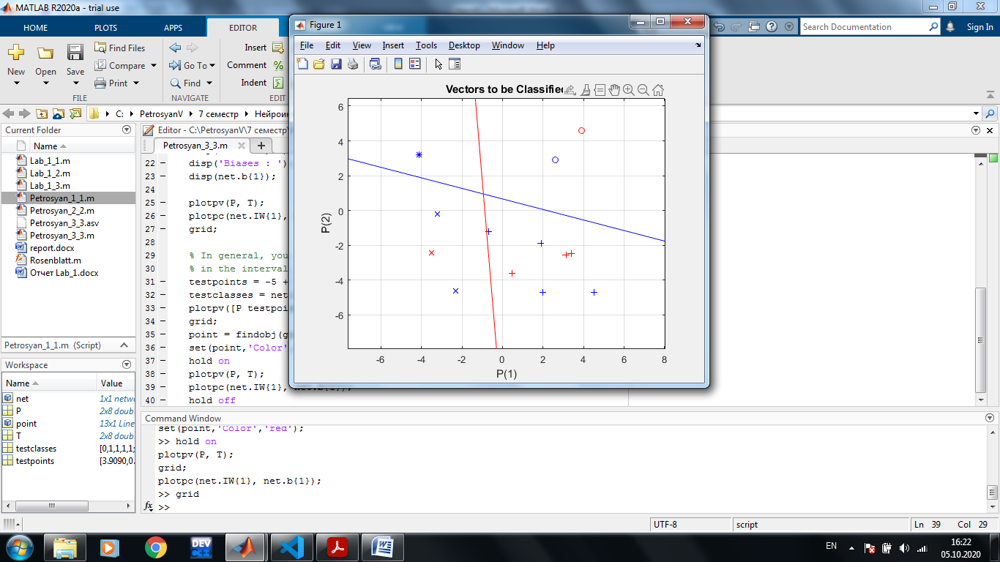 MATLAB R2020a - trial use
HOME PLOTS APPS EDITOR
Search Documentation
Sign In
New Open Save
Find Files
Compare
Print
FILE
Go To
Find
NAVIGATE
Insert
Comment
Indent
EDIT
C: PetrosyanV 7 семестр Нейроин
Current Folder
Name
Lab_1_1.m
Lab_1_2.m
Lab_1_3.m
Petrosyan_1_1.m
Petrosyan_2_2.m
Petrosyan_3_3.asv
Petrosyan_3_3.m
report.docx
Rosenblatt.m
Отчет Lab_1.docx
Petrosyan_1_1.m (Script)
Workspace
Name Value
net 1x1 netw
P 2x8 doub
point 13x1 Line
T 2x8 doub
testclasses [0,1,1,1,1;
testpoints [3.9090,0.
Editor - C:\PetrosyanV\7 семестр\
Petrosyan_3_3.m
22 - disp('Biases : ')
23 - disp(net.b{1});
24
25 - plotpv(P, T);
26 - plotpc(net.IW{1},
27 - grid;
28
29 % In general, you
30 % in the interval
31 - testpoints = -5 +
32 - testclasses = net
33 - plotpv([P testpoi
34 - grid;
35 - point = findobj(g
36 - set(point,'Color'
37 - hold on
38 - plotpv(P, T);
39 - plotpc(net.IW{1}, net.b{1});
40 - hold off
Figure 1
File Edit View Insert Tools Desktop Window Help
Vectors to be Classified
6
4
2
0
-2
-4
-6
P(2)
-6 -4 -2 0 2 4 6 8
P(1)
Command Window
set(point,'Color','red');
>> hold on
plotpv(P, T);
grid;
plotpc(net.IW{1}, net.b{1});
>> grid
fx >>
UTF-8 script Ln 39 Col 29
DEV
C++
EN
16:22
05.10.2020